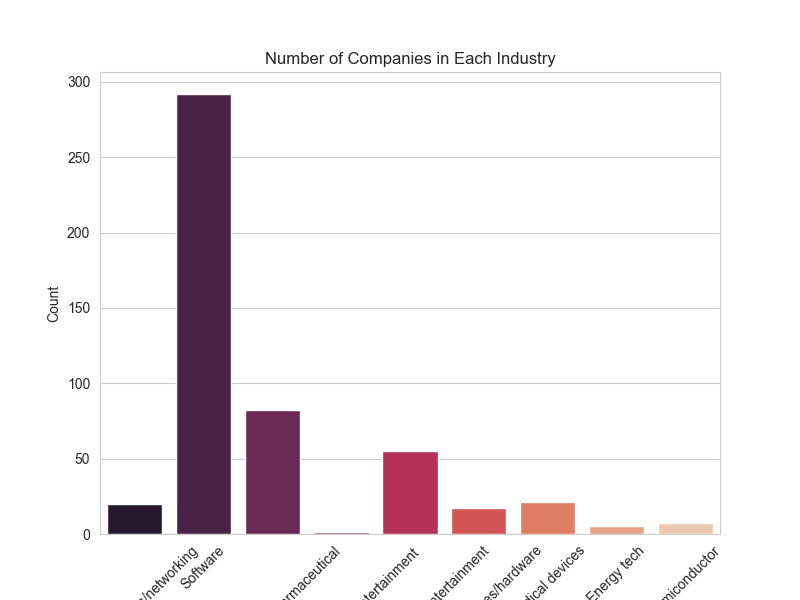 Number of Companies in Each Industry
300
250
200
150
100
50
0
Count
/networking
Software
rmaceutical
tertainment
ntertainment
es/hardware
dical devices
Energy tech
miconductor